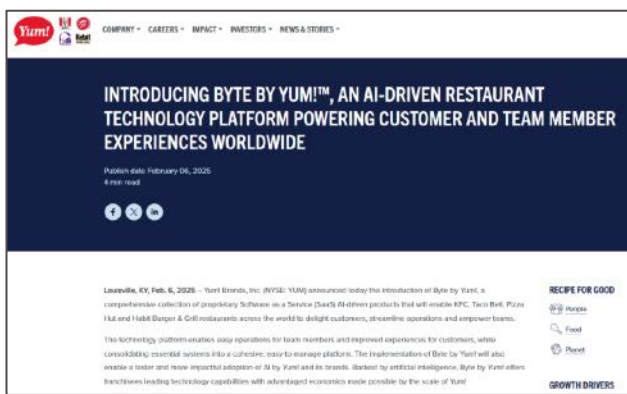 Yum!
KFC
Habit
COMPANY CAREERS IMPACT INVESTORS NEWS & STORIES
INTRODUCING BYTE BY YUM!™, AN AI-DRIVEN RESTAURANT
TECHNOLOGY PLATFORM POWERING CUSTOMER AND TEAM MEMBER
EXPERIENCES WORLDWIDE
Publish date February 06, 2025
4 min read
f X in
Louisville, KY, Feb. 6, 2025 – Yum! Brands, Inc. (NYSE: YUM) announced today the introduction of Byte by Yum!, a
comprehensive collection of proprietary Software as a Service (SaaS) AI-driven products that will enable KFC, Taco Bell, Pizza
Hut and Habit Burger & Grill restaurants across the world to delight customers, streamline operations and empower teams.
The technology platform enables easy operations for team members and improved experiences for customers, while
consolidating essential systems into a cohesive, easy-to-manage platform. The implementation of Byte by Yum! will also
enable a faster and more impactful adoption of AI by Yum! and its brands. Backed by artificial intelligence, Byte by Yum! offers
franchisees leading technology capabilities with advantaged economics made possible by the scale of Yum!
RECIPE FOR GOOD
People
Food
Planet
GROWTH DRIVERS